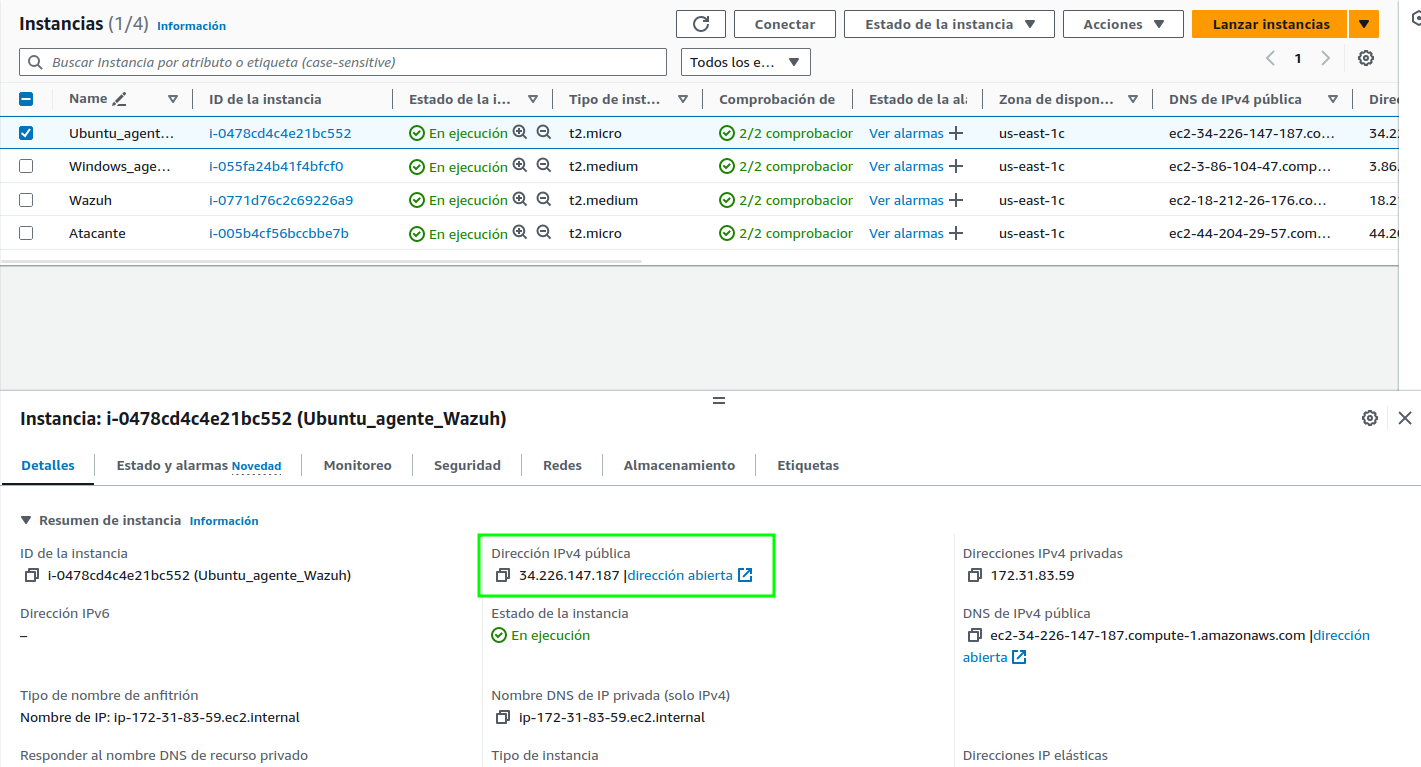 Instancias (1/4) Información Conectar Estado de la instancia Acciones Lanzar instancias
Buscar Instancia por atributo o etiqueta (case-sensitive) Todos los e... 1
Name ID de la instancia Estado de la i... Tipo de inst... Comprobación de Estado de la al: Zona de dispon... DNS de IPv4 pública Direc
Ubuntu_agent... i-0478cd4c4e21bc552 En ejecución t2.micro 2/2 comprobacior Ver alarmas us-east-1c ec2-34-226-147-187.co... 34.2
Windows_age... i-055fa24b41f4bfcf0 En ejecución t2.medium 2/2 comprobacior Ver alarmas us-east-1c ec2-3-86-104-47.comp... 3.86.
Wazuh i-0771d76c2c69226a9 En ejecución t2.medium 2/2 comprobacior Ver alarmas us-east-1c ec2-18-212-26-176.co... 18.2
Atacante i-005b4cf56bccbbe7b En ejecución t2.micro 2/2 comprobacior Ver alarmas us-east-1c ec2-44-204-29-57.com... 44.20
Instancia: i-0478cd4c4e21bc552 (Ubuntu_agente_Wazuh)
Detalles Estado y alarmas Novedad Monitoreo Seguridad Redes Almacenamiento Etiquetas
Resumen de instancia Información
ID de la instancia Dirección IPv4 pública Direcciones IPv4 privadas
i-0478cd4c4e21bc552 (Ubuntu_agente_Wazuh) 34.226.147.187 |dirección abierta 172.31.83.59
Dirección IPv6 Estado de la instancia DNS de IPv4 pública
– En ejecución ec2-34-226-147-187.compute-1.amazonaws.com |dirección
abierta
Tipo de nombre de anfitrión Nombre DNS de IP privada (solo IPv4)
Nombre de IP: ip-172-31-83-59.ec2.internal ip-172-31-83-59.ec2.internal
Responder al nombre DNS de recurso privado Tipo de instancia Direcciones IP elásticas